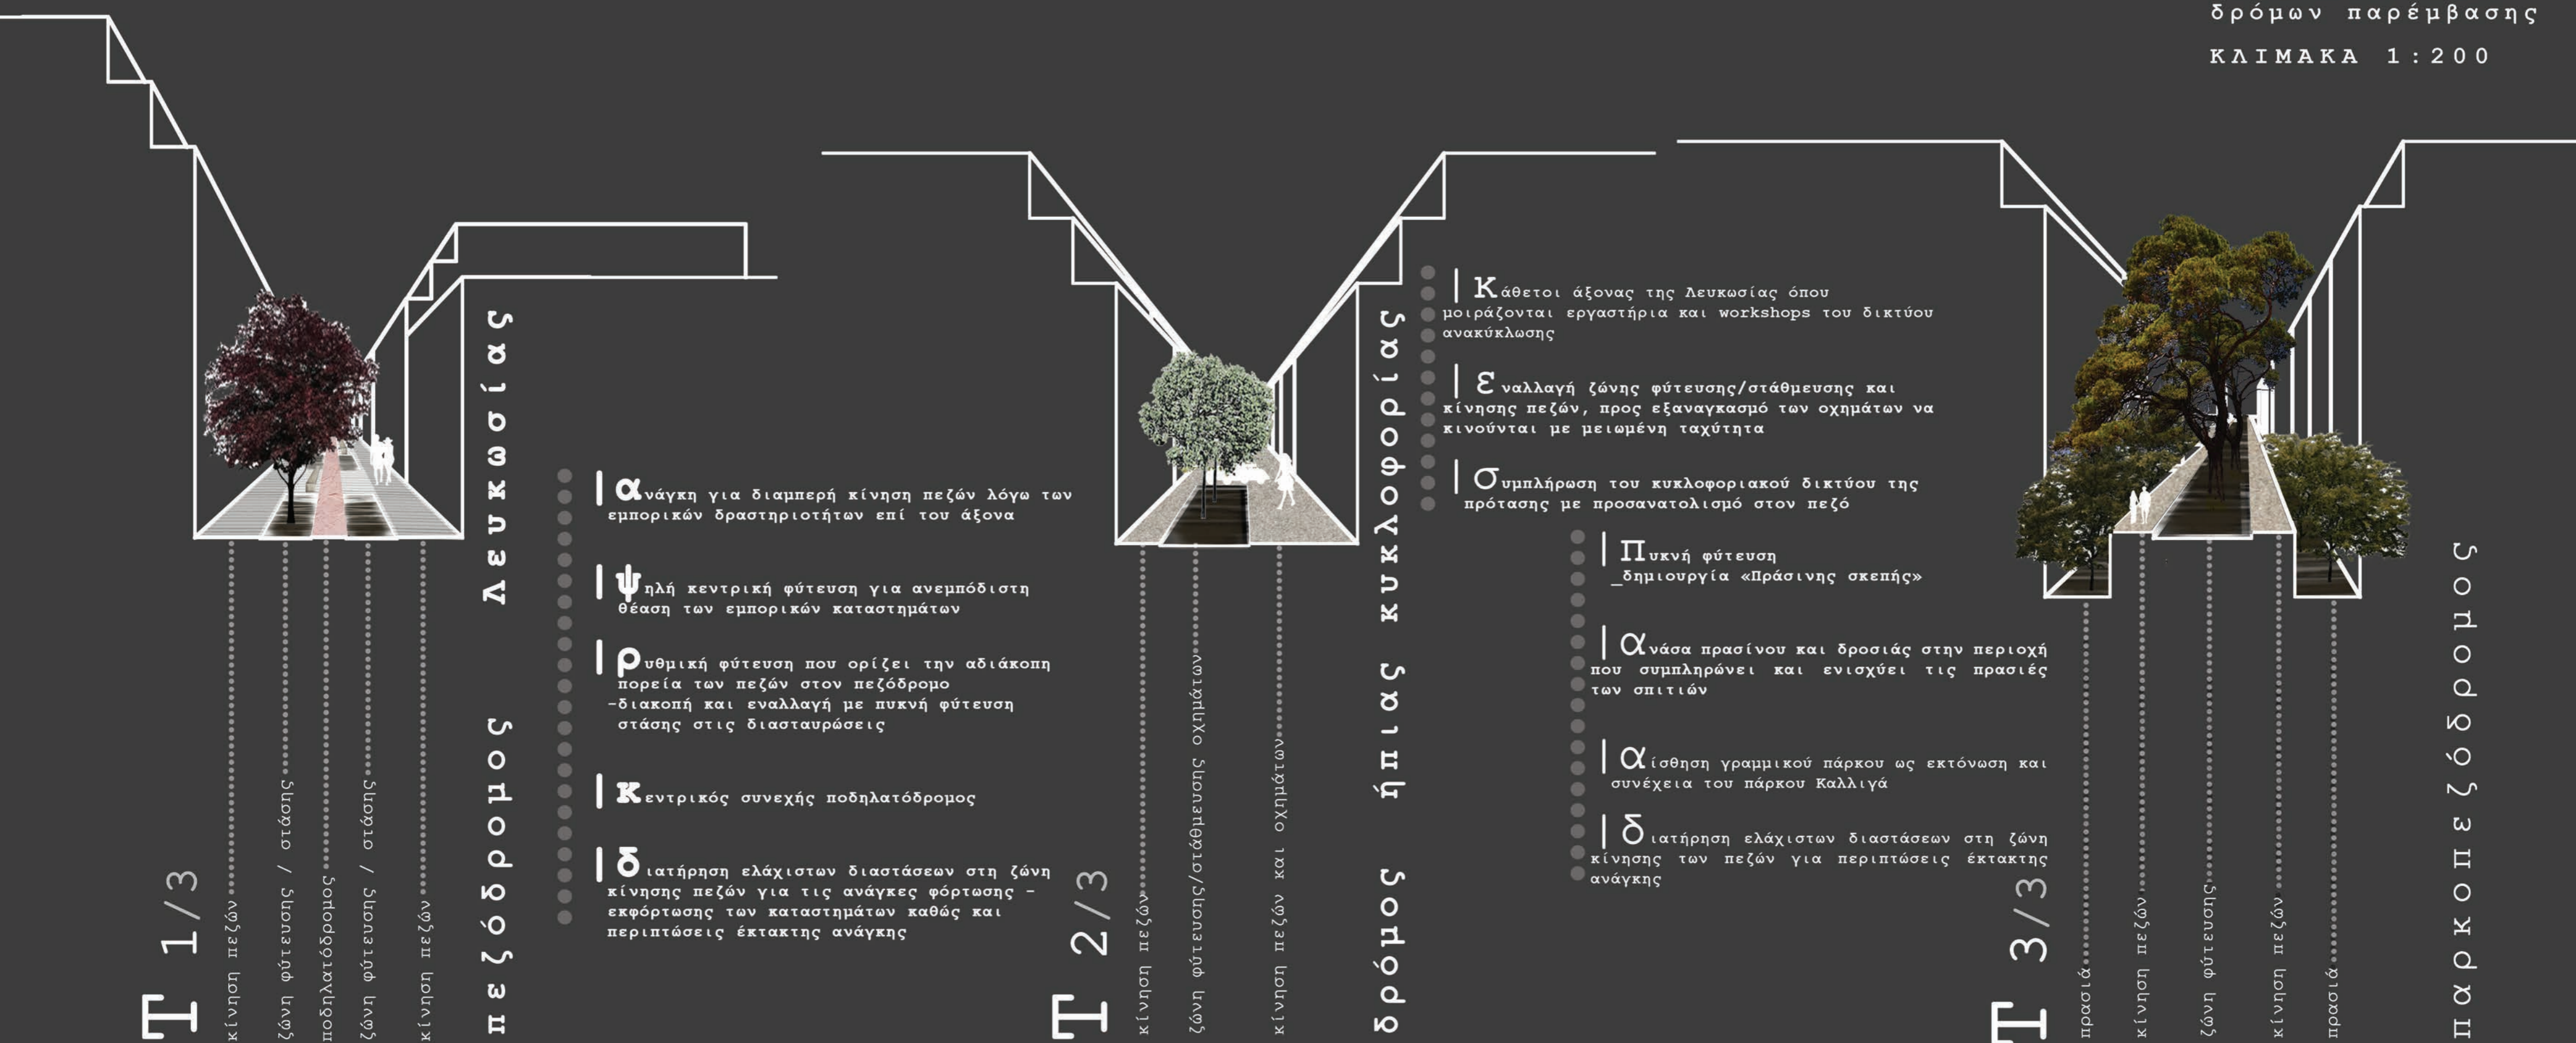 δρόμων παρέμβασης
ΚΛΙΜΑΚΑ 1:200
Τ 1/3
κίνηση πεζών
ζώνη φύτευσης / στάσης
ποδηλατόδρομος
ζώνη φύτευσης / στάσης
κίνηση πεζών
πεζόδρομος Λευκωσίας
|ανάγκη για διαμπερή κίνηση πεζών λόγω των
εμπορικών δραστηριοτήτων επί του άξονα
|ψηλή κεντρική φύτευση για ανεμπόδιστη
θέαση των εμπορικών καταστημάτων
|ρυθμική φύτευση που ορίζει την αδιάκοπη
πορεία των πεζών στον πεζόδρομο
-διακοπή και εναλλαγή με πυκνή φύτευση
στάσης στις διασταυρώσεις
|κεντρικός συνεχής ποδηλατόδρομος
|διατήρηση ελάχιστων διαστάσεων στη ζώνη
κίνησης πεζών για τις ανάγκες φόρτωσης -
εκφόρτωσης των καταστημάτων καθώς και
περιπτώσεις έκτακτης ανάγκης
Τ 2/3
κίνηση πεζών
ζώνη φύτευσης/στάθμευσης οχημάτων
κίνηση πεζών και οχημάτων
δρόμος ήπιας κυκλοφορίας
|Κάθετοι άξονας της Λευκωσίας όπου
μοιράζονται εργαστήρια και workshops του δικτύου
ανακύκλωσης
|εναλλαγή ζώνης φύτευσης/στάθμευσης και
κίνησης πεζών, προς εξαναγκασμό των οχημάτων να
κινούνται με μειωμένη ταχύτητα
|συμπλήρωση του κυκλοφοριακού δικτύου της
πρότασης με προσανατολισμό στον πεζό
|Πυκνή φύτευση
_δημιουργία «Πράσινης σκεπής»
|ανάσα πρασίνου και δροσιάς στην περιοχή
που συμπληρώνει και ενισχύει τις πρασιές
των σπιτιών
|αίσθηση γραμμικού πάρκου ως εκτόνωση και
συνέχεια του πάρκου Καλλιγά
|διατήρηση ελάχιστων διαστάσεων στη ζώνη
κίνησης των πεζών για περιπτώσεις έκτακτης
ανάγκης
Τ 3/3
πρασιά
κίνηση πεζών
ζώνη φύτευσης
κίνηση πεζών
πρασιά
παρκοπεζόδρομος